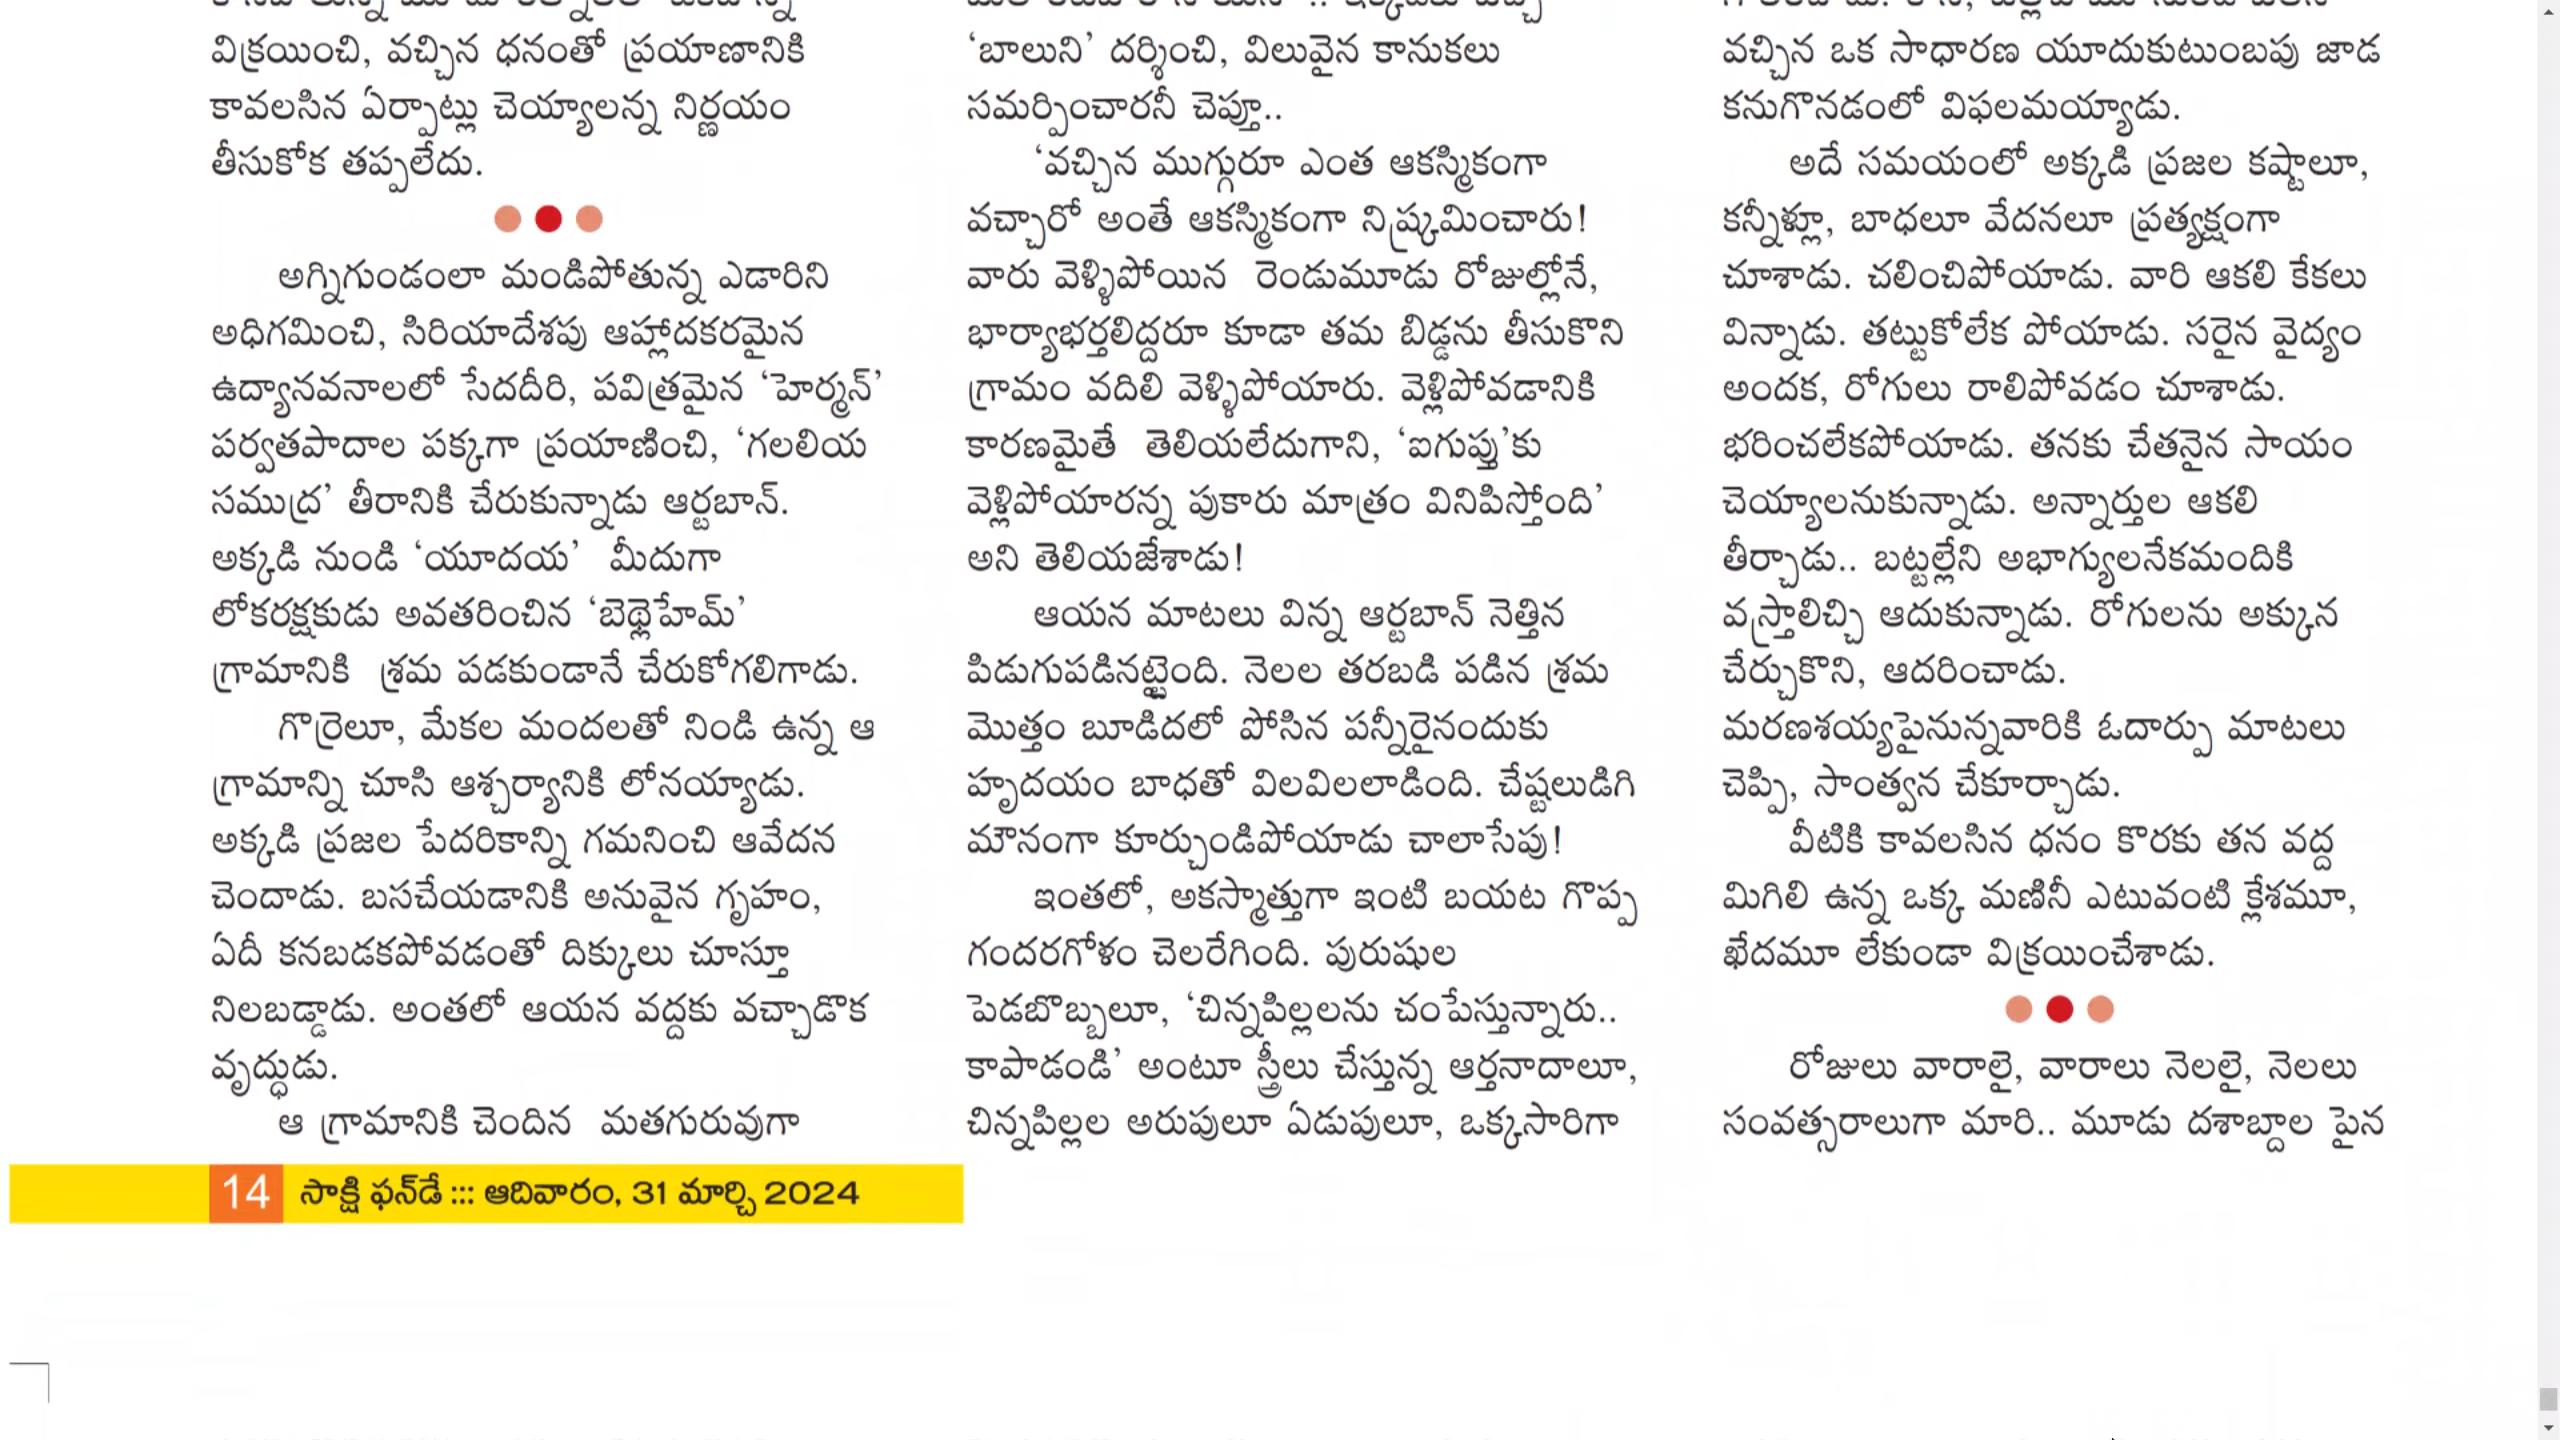 విక్రయించి, వచ్చిన ధనంతో ప్రయాణానికి
కావలసిన ఏర్పాట్లు చెయ్యాలన్న నిర్ణయం
తీసుకోక తప్పలేదు.
అగ్నిగుండంలా మండిపోతున్న ఎడారిని
అధిగమించి, సిరియాదేశపు ఆహ్లాదకరమైన
ఉద్యానవనాలలో సేదదీరి, పవిత్రమైన ‘హెర్మన్’
పర్వతపాదాల పక్కగా ప్రయాణించి, ‘గలలియ
సముద్ర’ తీరానికి చేరుకున్నాడు ఆర్టబాన్.
అక్కడి నుండి ‘యూదయ’ మీదుగా
లోకరక్షకుడు అవతరించిన ‘బెత్లెహేమ్’
గ్రామానికి శ్రమ పడకుండానే చేరుకోగలిగాడు.
గొర్రెలూ, మేకల మందలతో నిండి ఉన్న ఆ
గ్రామాన్ని చూసి ఆశ్చర్యానికి లోనయ్యాడు.
అక్కడి ప్రజల పేదరికాన్ని గమనించి ఆవేదన
చెందాడు. బసచేయడానికి అనువైన గృహం,
ఏదీ కనబడకపోవడంతో దిక్కులు చూస్తూ
నిలబడ్డాడు. అంతలో ఆయన వద్దకు వచ్చాడొక
వృద్ధుడు.
ఆ గ్రామానికి చెందిన మతగురువుగా
‘బాలుని’ దర్శించి, విలువైన కానుకలు
సమర్పించారనీ చెప్తూ..
‘వచ్చిన ముగ్గురూ ఎంత ఆకస్మికంగా
వచ్చారో అంతే ఆకస్మికంగా నిష్క్రమించారు!
వారు వెళ్ళిపోయిన రెండుమూడు రోజుల్లోనే,
భార్యాభర్తలిద్దరూ కూడా తమ బిడ్డను తీసుకొని
గ్రామం వదిలి వెళ్ళిపోయారు. వెళ్లిపోవడానికి
కారణమైతే తెలియలేదుగాని, ‘ఐగుప్తు’కు
వెళ్లిపోయారన్న పుకారు మాత్రం వినిపిస్తోంది’
అని తెలియజేశాడు!
ఆయన మాటలు విన్న ఆర్టబాన్ నెత్తిన
పిడుగుపడినట్టైంది. నెలల తరబడి పడిన శ్రమ
మొత్తం బూడిదలో పోసిన పన్నీరైనందుకు
హృదయం బాధతో విలవిలలాడింది. చేష్టలుడిగి
మౌనంగా కూర్చుండిపోయాడు చాలాసేపు!
ఇంతలో, అకస్మాత్తుగా ఇంటి బయట గొప్ప
గందరగోళం చెలరేగింది. పురుషుల
పెడబొబ్బలూ, ‘చిన్నపిల్లలను చంపేస్తున్నారు..
కాపాడండి’ అంటూ స్త్రీలు చేస్తున్న ఆర్తనాదాలూ,
చిన్నపిల్లల అరుపులూ ఏడుపులూ, ఒక్కసారిగా
వచ్చిన ఒక సాధారణ యూదుకుటుంబపు జాడ
కనుగొనడంలో విఫలమయ్యాడు.
అదే సమయంలో అక్కడి ప్రజల కష్టాలూ,
కన్నీళ్లూ, బాధలూ వేదనలూ ప్రత్యక్షంగా
చూశాడు. చలించిపోయాడు. వారి ఆకలి కేకలు
విన్నాడు. తట్టుకోలేక పోయాడు. సరైన వైద్యం
అందక, రోగులు రాలిపోవడం చూశాడు.
భరించలేకపోయాడు. తనకు చేతనైన సాయం
చెయ్యాలనుకున్నాడు. అన్నార్తుల ఆకలి
తీర్చాడు.. బట్టల్లేని అభాగ్యులనేకమందికి
వస్త్రాలిచ్చి ఆదుకున్నాడు. రోగులను అక్కున
చేర్చుకొని, ఆదరించాడు.
మరణశయ్యపైనున్నవారికి ఓదార్పు మాటలు
చెప్పి, సాంత్వన చేకూర్చాడు.
వీటికి కావలసిన ధనం కొరకు తన వద్ద
మిగిలి ఉన్న ఒక్క మణినీ ఎటువంటి క్లేశమూ,
ఖేదమూ లేకుండా విక్రయించేశాడు.
రోజులు వారాలై, వారాలు నెలలై, నెలలు
సంవత్సరాలుగా మారి.. మూడు దశాబ్దాల పైన
14 సాక్షి ఫన్‌డే ::: ఆదివారం, 31 మార్చి 2024